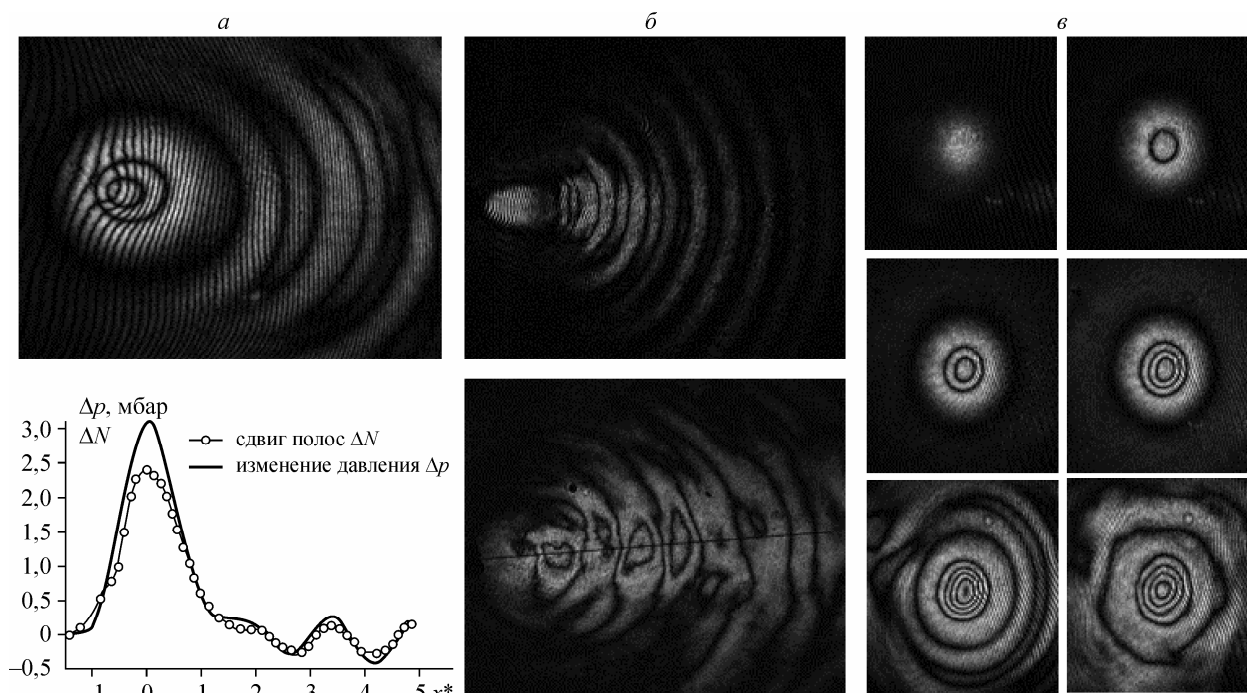 а
б
в
Δp, мбар
ΔN
3,0
2,5
2,0
1,5
1,0
0,5
0
–0,5
сдвиг полос ΔN
изменение давления Δp
1 0 1 2 3 4 5 x*